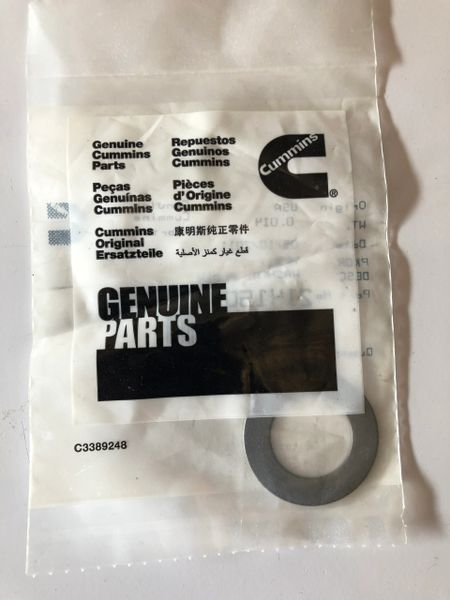 Genuine
Cummins
Parts
Repuestos
Genuinos
Cummins
Cummins
®
Peças
Genuínas
Cummins
Pièces
d'Origine
Cummins
Cummins
Original
Ersatzteile
康明斯纯正零件
قطع غيار كمنز الأصلية
GENUINE
PARTS
C3389248